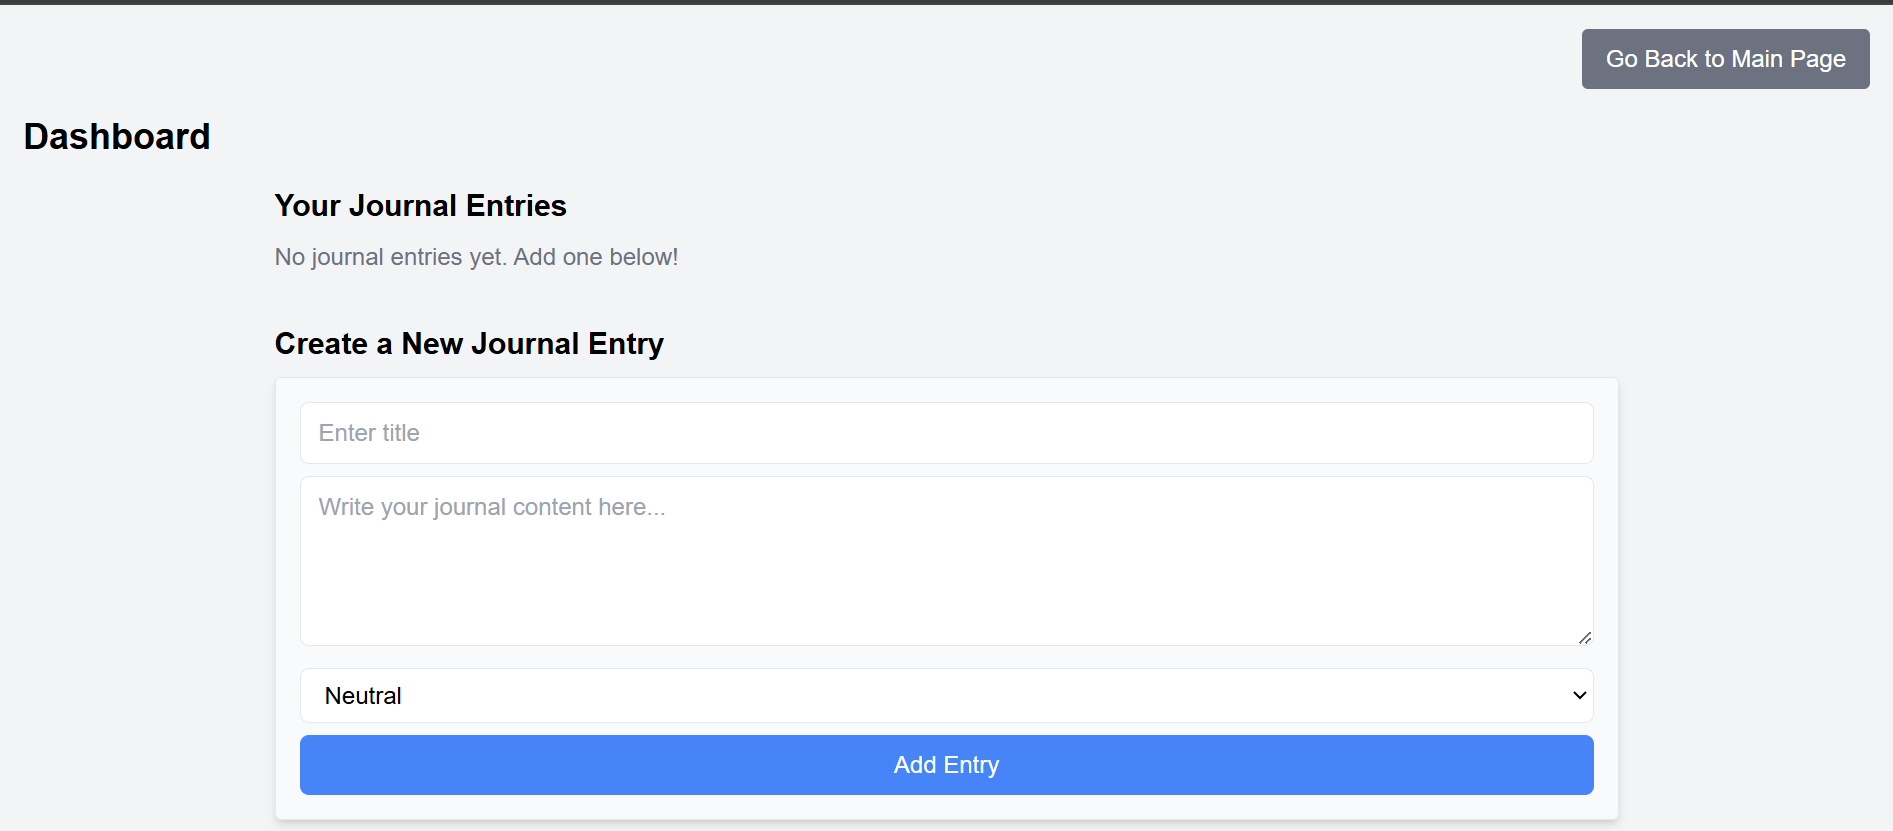 Go Back to Main Page
Dashboard
Your Journal Entries
No journal entries yet. Add one below!
Create a New Journal Entry
Enter title
Write your journal content here...
Neutral
Add Entry